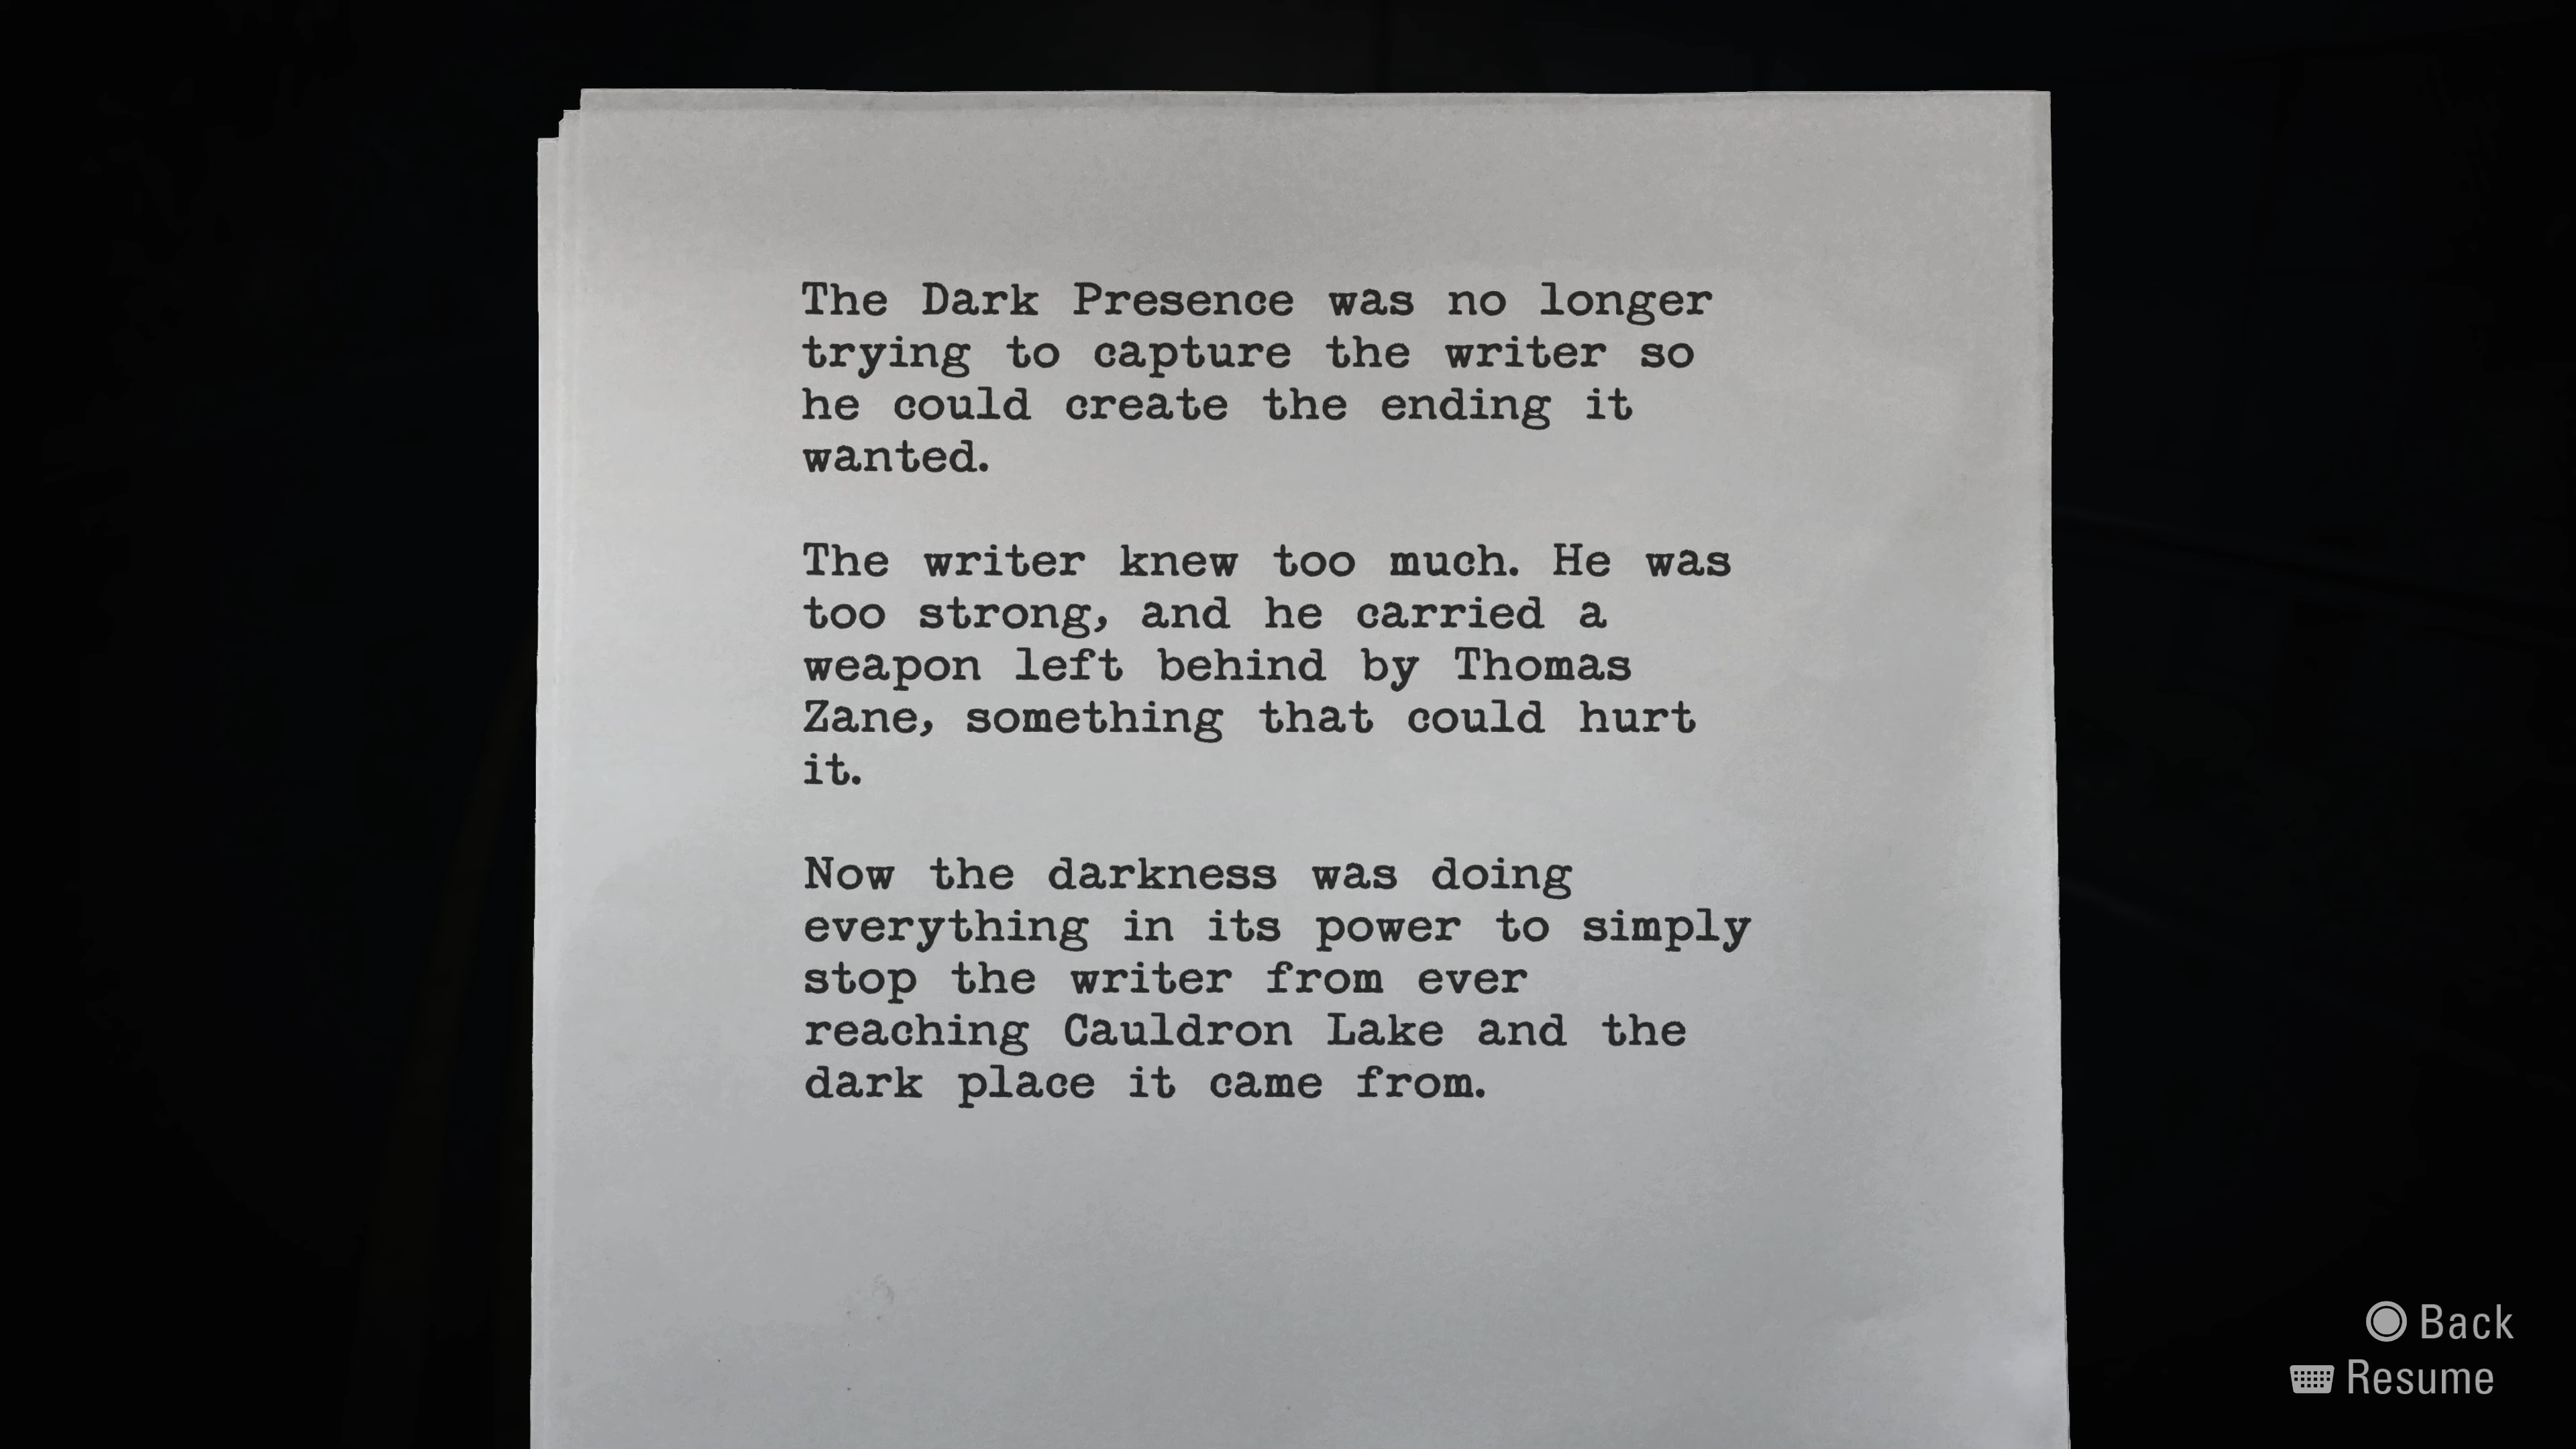 The Dark Presence was no longer
trying to capture the writer so
he could create the ending it
wanted.
The writer knew too much. He was
too strong, and he carried a
weapon left behind by Thomas
Zane, something that could hurt
it.
Now the darkness was doing
everything in its power to simply
stop the writer from ever
reaching Cauldron Lake and the
dark place it came from.
Back
Resume